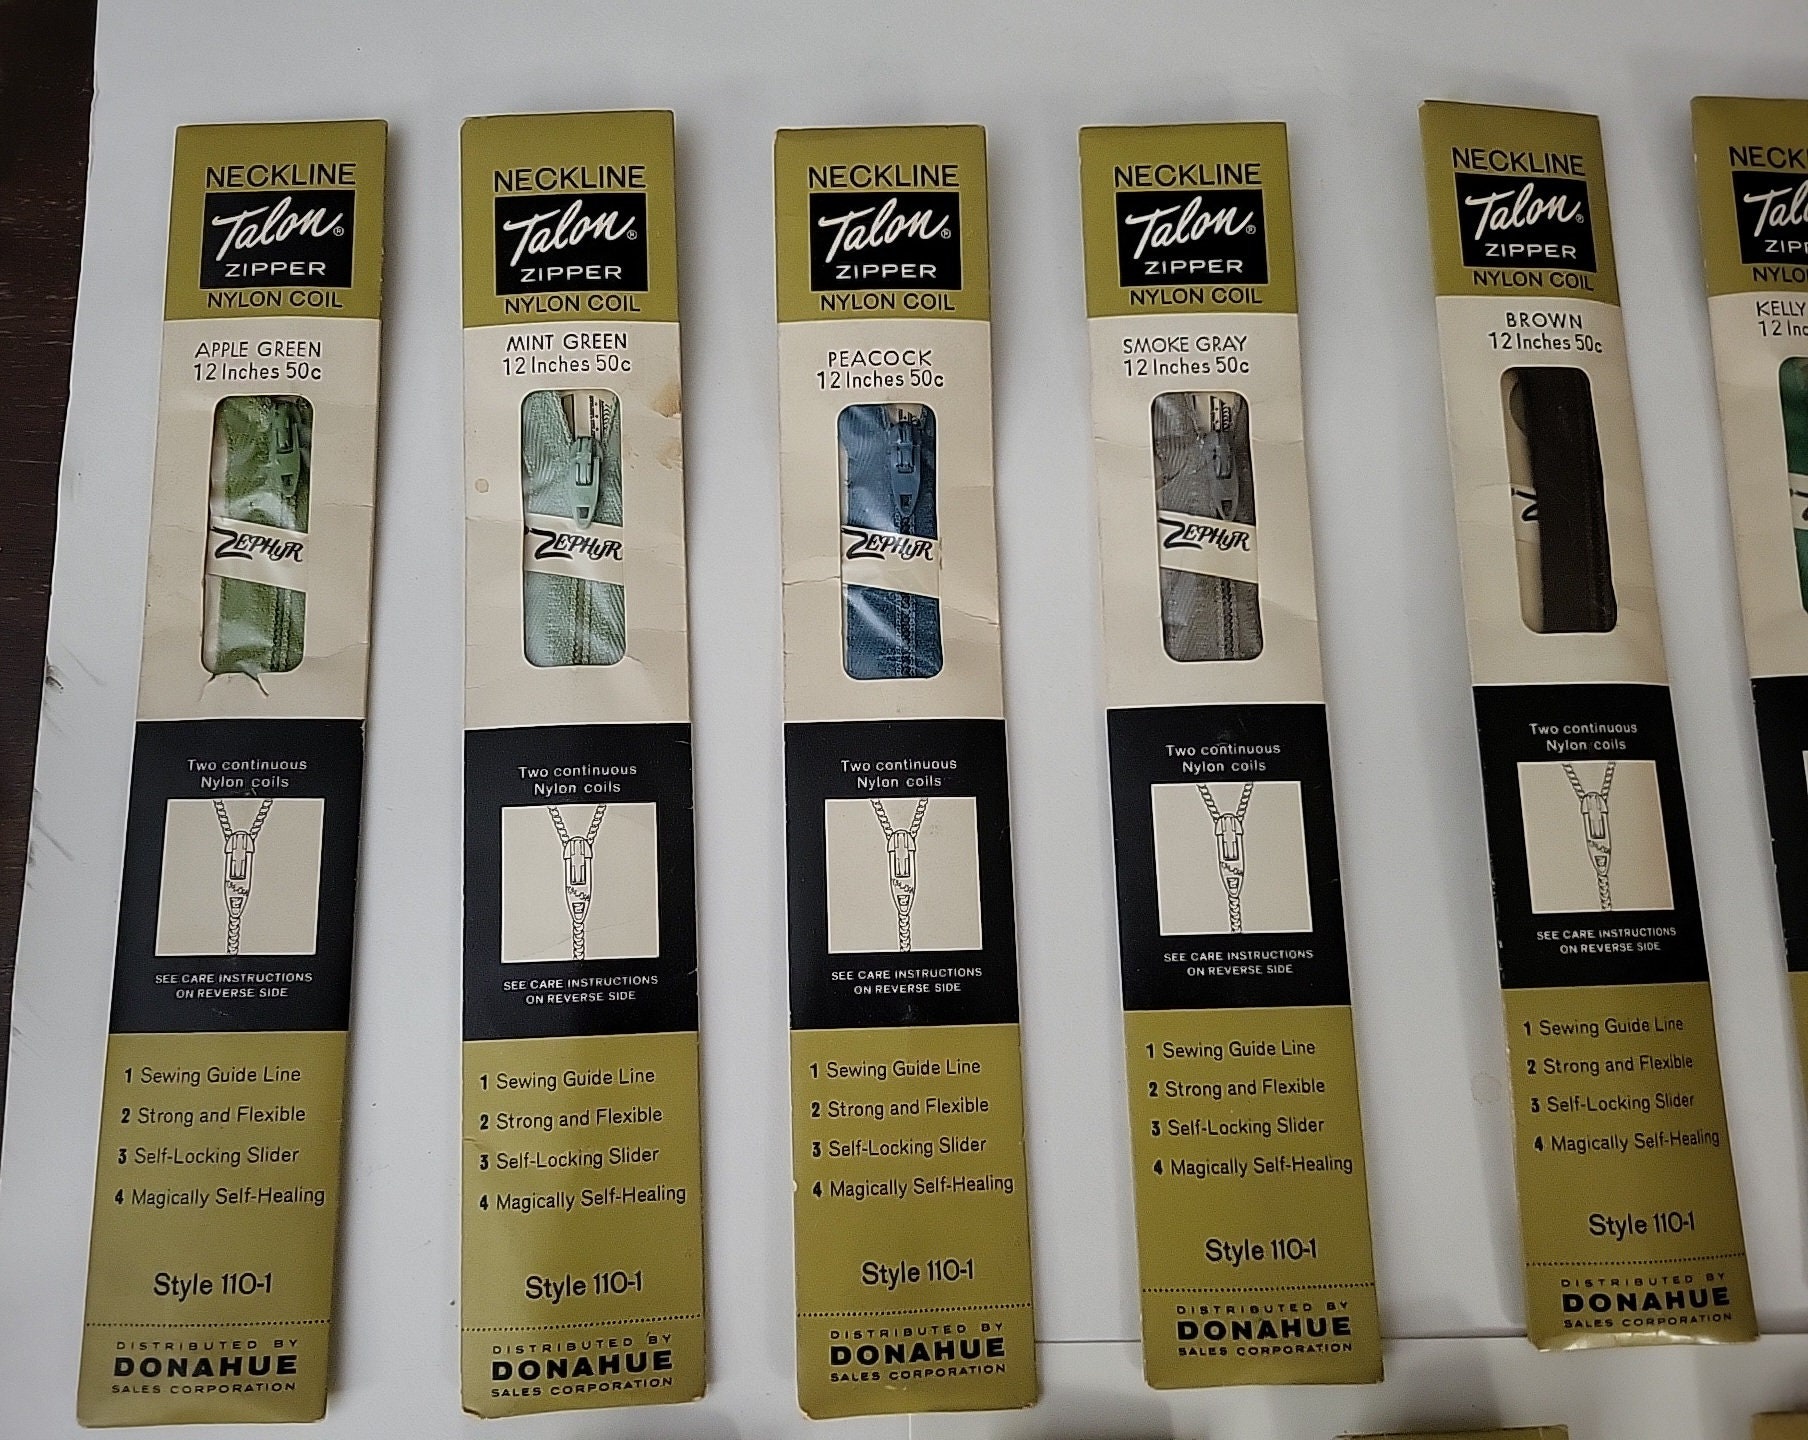 NECKLINE
Talon®
ZIPPER
NYLON COIL
APPLE GREEN
12 Inches 50c
ZEPHYR
Two continuous
Nylon coils
TALON
SEE CARE INSTRUCTIONS
ON REVERSE SIDE
1 Sewing Guide Line
2 Strong and Flexible
3 Self-Locking Slider
4 Magically Self-Healing
Style 110-1
DISTRIBUTED BY
DONAHUE
SALES CORPORATION
NECKLINE
Talon®
ZIPPER
NYLON COIL
MINT GREEN
12 Inches 50c
ZEPHYR
Two continuous
Nylon coils
TALON
SEE CARE INSTRUCTIONS
ON REVERSE SIDE
1 Sewing Guide Line
2 Strong and Flexible
3 Self-Locking Slider
4 Magically Self-Healing
Style 110-1
DISTRIBUTED BY
DONAHUE
SALES CORPORATION
NECKLINE
Talon®
ZIPPER
NYLON COIL
PEACOCK
12 Inches 50c
ZEPHYR
Two continuous
Nylon coils
TALON
SEE CARE INSTRUCTIONS
ON REVERSE SIDE
1 Sewing Guide Line
2 Strong and Flexible
3 Self-Locking Slider
4 Magically Self-Healing
Style 110-1
DISTRIBUTED BY
DONAHUE
SALES CORPORATION
NECKLINE
Talon®
ZIPPER
NYLON COIL
SMOKE GRAY
12 Inches 50c
ZEPHYR
Two continuous
Nylon coils
TALON
SEE CARE INSTRUCTIONS
ON REVERSE SIDE
1 Sewing Guide Line
2 Strong and Flexible
3 Self-Locking Slider
4 Magically Self-Healing
Style 110-1
DISTRIBUTED BY
DONAHUE
SALES CORPORATION
NECKLINE
Talon®
ZIPPER
NYLON COIL
BROWN
12 Inches 50c
Two continuous
Nylon coils
TALON
SEE CARE INSTRUCTIONS
ON REVERSE SIDE
1 Sewing Guide Line
2 Strong and Flexible
3 Self-Locking Slider
4 Magically Self-Healing
Style 110-1
DISTRIBUTED BY
DONAHUE
SALES CORPORATION
KELLY
12